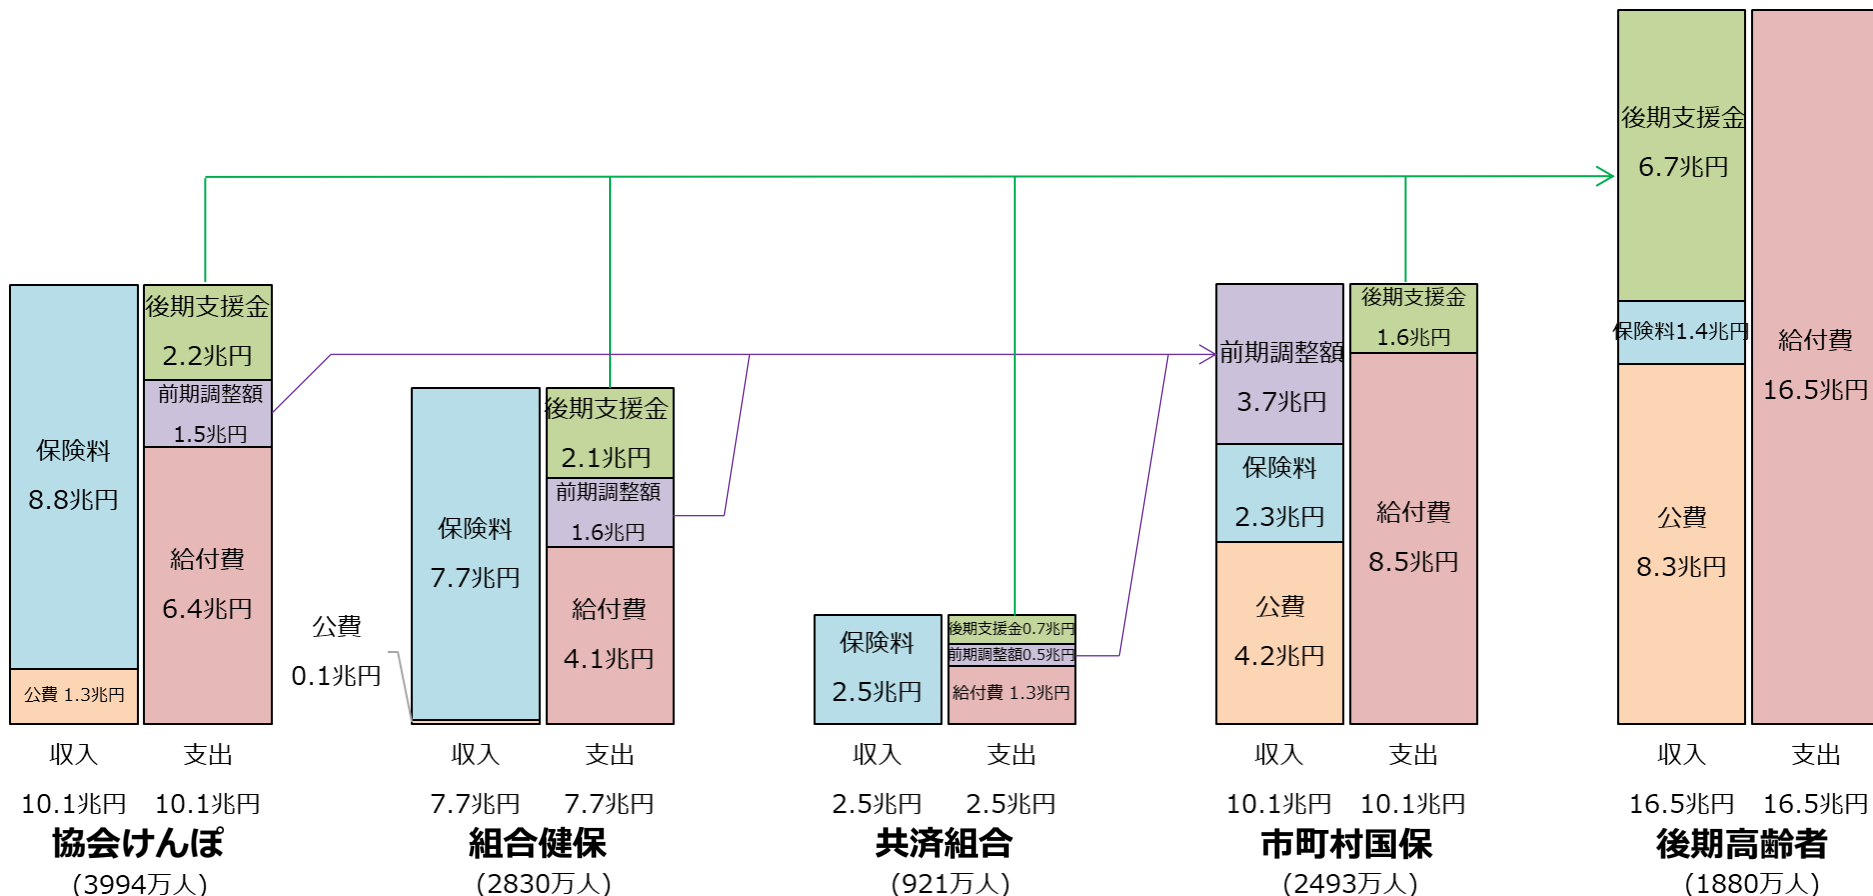 後期支援金
2.2兆円
前期調整額
1.5兆円
保険料
8.8兆円
給付費
6.4兆円
公費 1.3兆円
収入
支出
10.1兆円
10.1兆円
協会けんぽ
(3994万人)
後期支援金
2.1兆円
前期調整額
1.6兆円
保険料
7.7兆円
給付費
4.1兆円
公費
0.1兆円
収入
支出
7.7兆円
7.7兆円
組合健保
(2830万人)
保険料
2.5兆円
後期支援金0.7兆円
前期調整額0.5兆円
給付費 1.3兆円
収入
支出
2.5兆円
2.5兆円
共済組合
(921万人)
前期調整額
3.7兆円
保険料
2.3兆円
公費
4.2兆円
後期支援金
1.6兆円
給付費
8.5兆円
収入
支出
10.1兆円
10.1兆円
市町村国保
(2493万人)
後期支援金
6.7兆円
保険料1.4兆円
公費
8.3兆円
給付費
16.5兆円
収入
支出
16.5兆円
16.5兆円
後期高齢者
(1880万人)